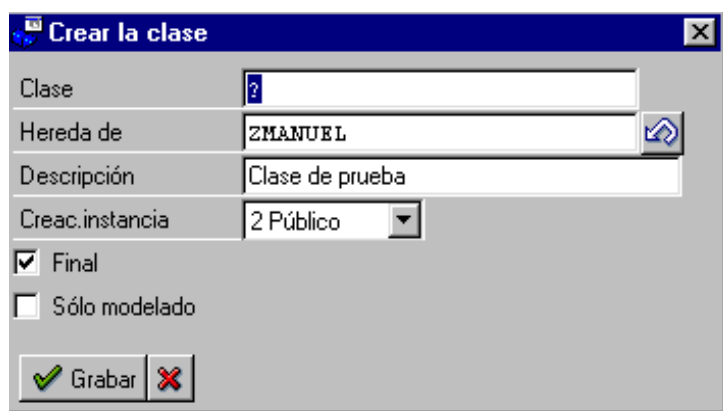 Crear la clase
Clase ?
Hereda de ZMANUEL
Descripción Clase de prueba
Creac.instancia 2 Público
Final
Sólo modelado
Grabar